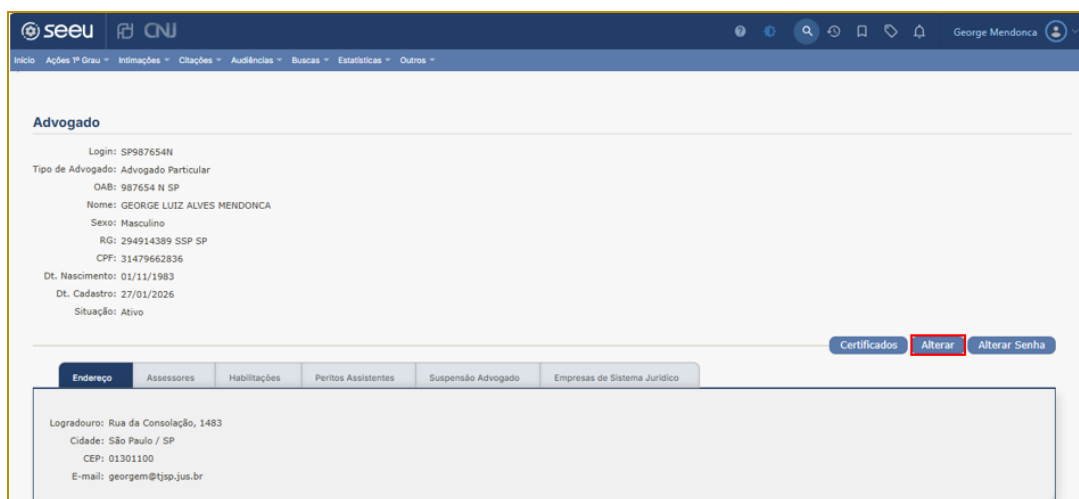 seeu CNJ George Mendonca
Início Ações 1º Grau Intimações Citações Audiências Buscas Estatísticas Outros
Advogado
Login: SP987654N
Tipo de Advogado: Advogado Particular
OAB: 987654 N SP
Nome: GEORGE LUIZ ALVES MENDONCA
Sexo: Masculino
RG: 294914389 SSP SP
CPF: 31479662836
Dt. Nascimento: 01/11/1983
Dt. Cadastro: 27/01/2026
Situação: Ativo
Certificados Alterar Alterar Senha
Endereço Assessores Habilitações Peritos Assistentes Suspensão Advogado Empresas de Sistema Jurídico
Logradouro: Rua da Consolação, 1483
Cidade: São Paulo / SP
CEP: 01301100
E-mail: georgem@tjsp.jus.br